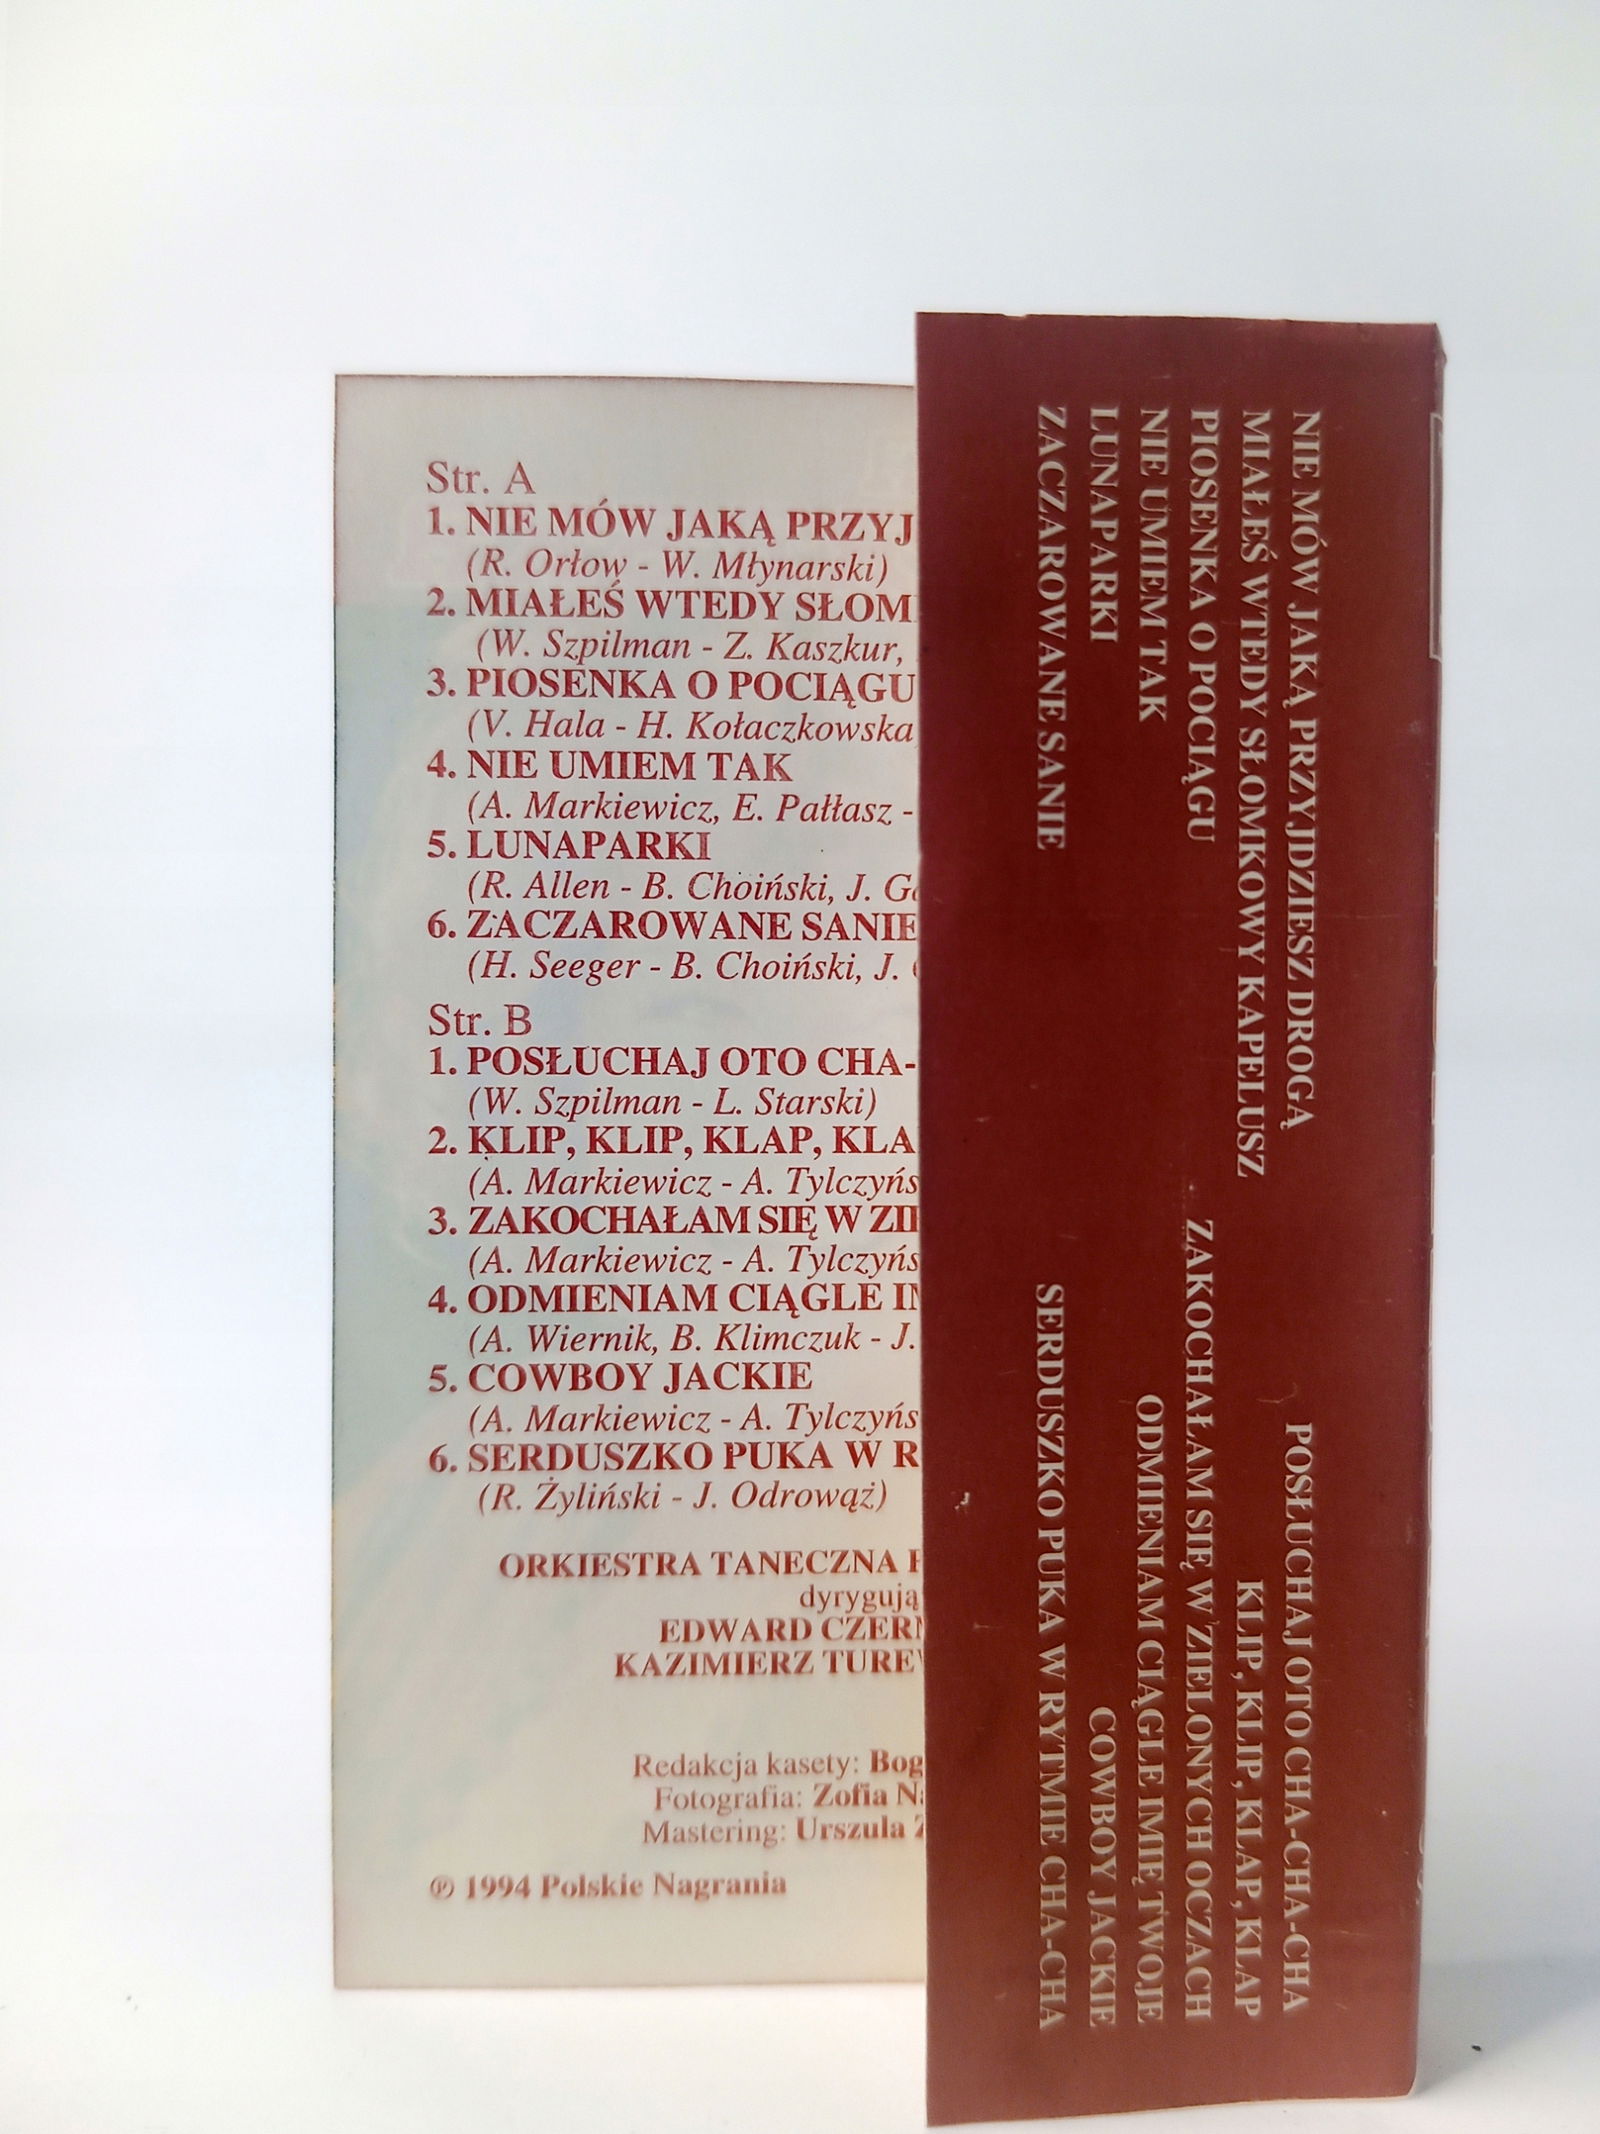 Str. A
1. NIE MÓW JAKĄ PRZYJ
(R. Orłow - W. Młynarski)
2. MIAŁEŚ WTEDY SŁOM
(W. Szpilman - Z. Kaszkur,
3. PIOSENKA O POCIĄGU
(V. Hala - H. Kołaczkowska
4. NIE UMIEM TAK
(A. Markiewicz, E. Pałłasz -
5. LUNAPARKI
(R. Allen - B. Choiński, J. Ga
6. ZACZAROWANE SANIE
(H. Seeger - B. Choiński, J.
Str. B
1. POSŁUCHAJ OTO CHA-
(W. Szpilman - L. Starski)
2. KLIP, KLIP, KLAP, KLA
(A. Markiewicz - A. Tylczyńs
3. ZAKOCHAŁAM SIĘ W ZIE
(A. Markiewicz - A. Tylczyńs
4. ODMIENIAM CIĄGLE IM
(A. Wiernik, B. Klimczuk - J.
5. COWBOY JACKIE
(A. Markiewicz - A. Tylczyńs
6. SERDUSZKO PUKA W R
(R. Żyliński - J. Odrowąż)
ORKIESTRA TANECZNA
dyrygują
EDWARD CZERN
KAZIMIERZ TUREW
Redakcja kasety: Bog
Fotografia: Zofia Na
Mastering: Urszula Z
℗ 1994 Polskie Nagrania
NIE MÓW JAKĄ PRZYJDZIESZ DROGĄ
MIAŁEŚ WTEDY SŁOMKOWY KAPELUSZ
PIOSENKA O POCIĄGU
NIE UMIEM TAK
LUNAPARKI
ZACZAROWANE SANIE
POSŁUCHAJ OTO CHA-CHA-CHA
KLIP, KLIP, KLAP, KLAP
ZAKOCHAŁAM SIĘ W ZIELONYCH OCZACH
ODMIENIAM CIĄGLE IMIĘ TWOJE
COWBOY JACKIE
SERDUSZKO PUKA W RYTMIE CHA-CHA